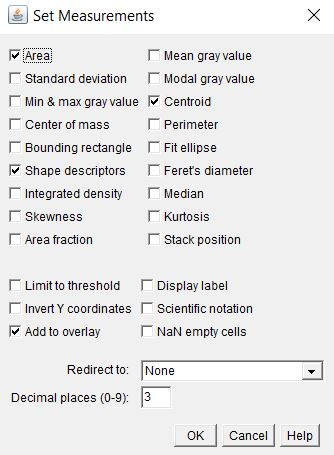 Set Measurements
Area Mean gray value
Standard deviation Modal gray value
Min & max gray value Centroid
Center of mass Perimeter
Bounding rectangle Fit ellipse
Shape descriptors Feret's diameter
Integrated density Median
Skewness Kurtosis
Area fraction Stack position
Limit to threshold Display label
Invert Y coordinates Scientific notation
Add to overlay NaN empty cells
Redirect to: None
Decimal places (0-9): 3
OK Cancel Help